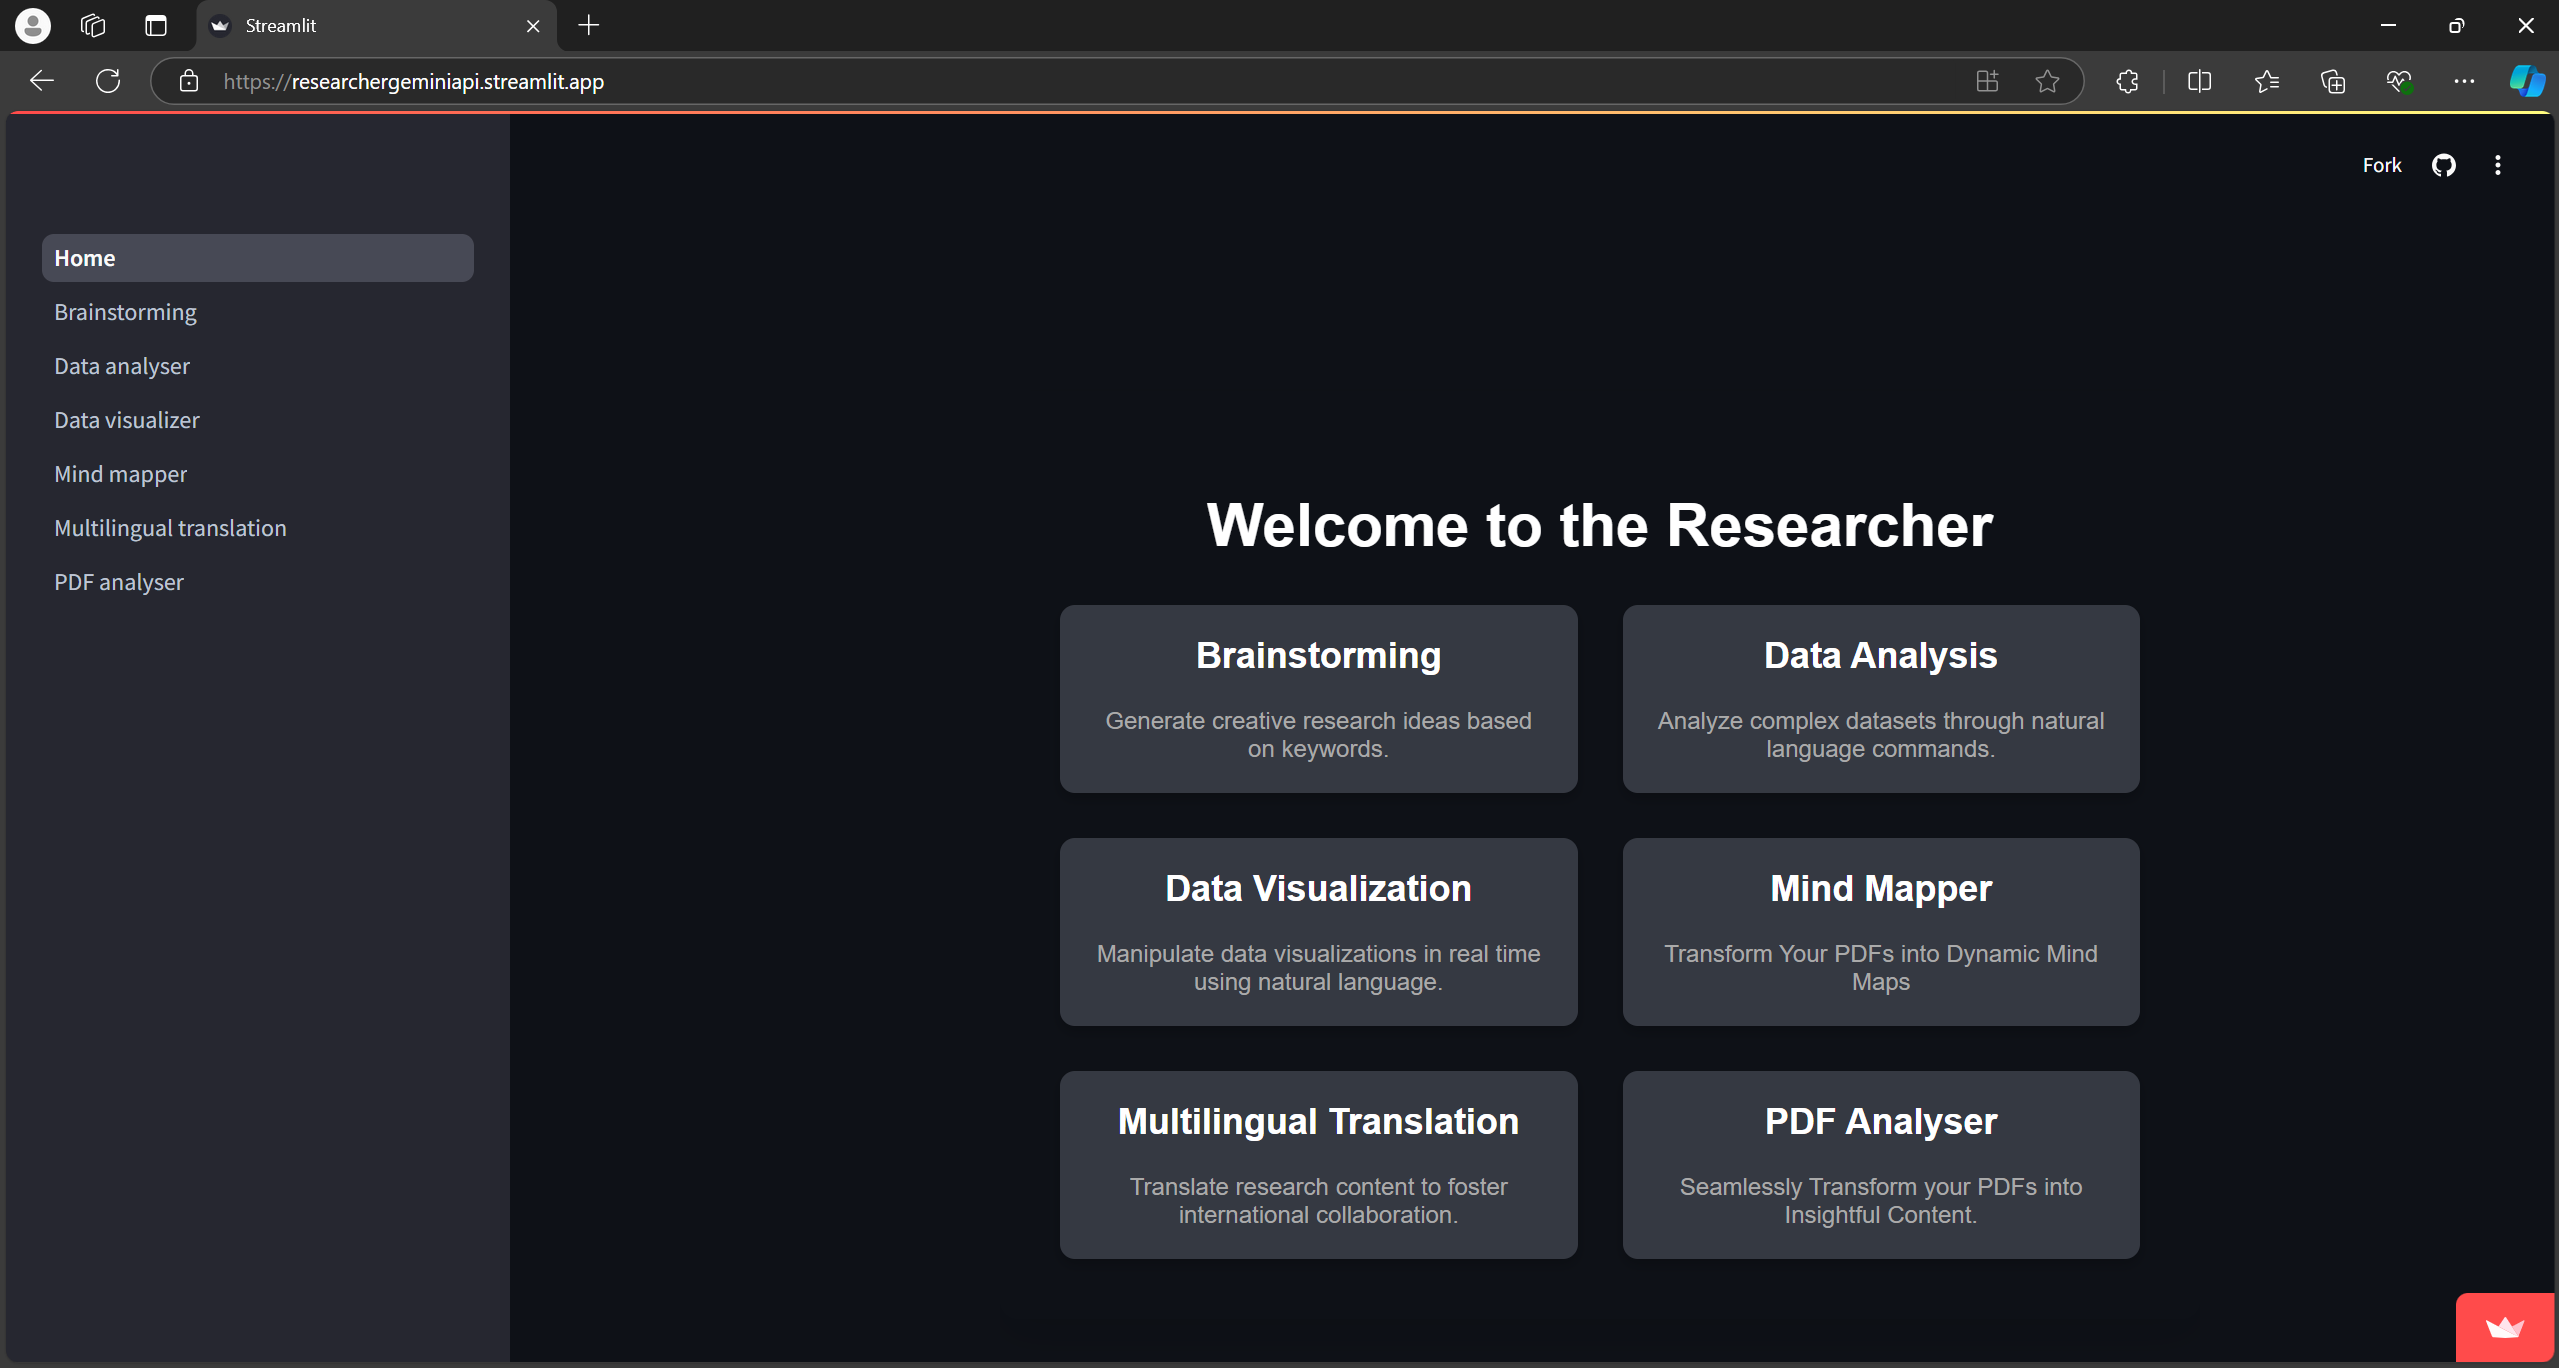 Streamlit
https://researchergeminiapi.streamlit.app
Fork
Home
Brainstorming
Data analyser
Data visualizer
Mind mapper
Multilingual translation
PDF analyser
Welcome to the Researcher
Brainstorming
Generate creative research ideas based
on keywords.
Data Analysis
Analyze complex datasets through natural
language commands.
Data Visualization
Manipulate data visualizations in real time
using natural language.
Mind Mapper
Transform Your PDFs into Dynamic Mind
Maps
Multilingual Translation
Translate research content to foster
international collaboration.
PDF Analyser
Seamlessly Transform your PDFs into
Insightful Content.